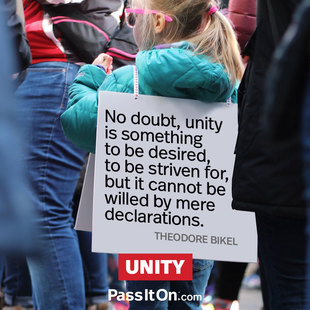 No doubt, unity
is something
to be desired,
to be striven for,
but it cannot be
willed by mere
declarations.
THEODORE BIKEL
UNITY
PassItOn.com